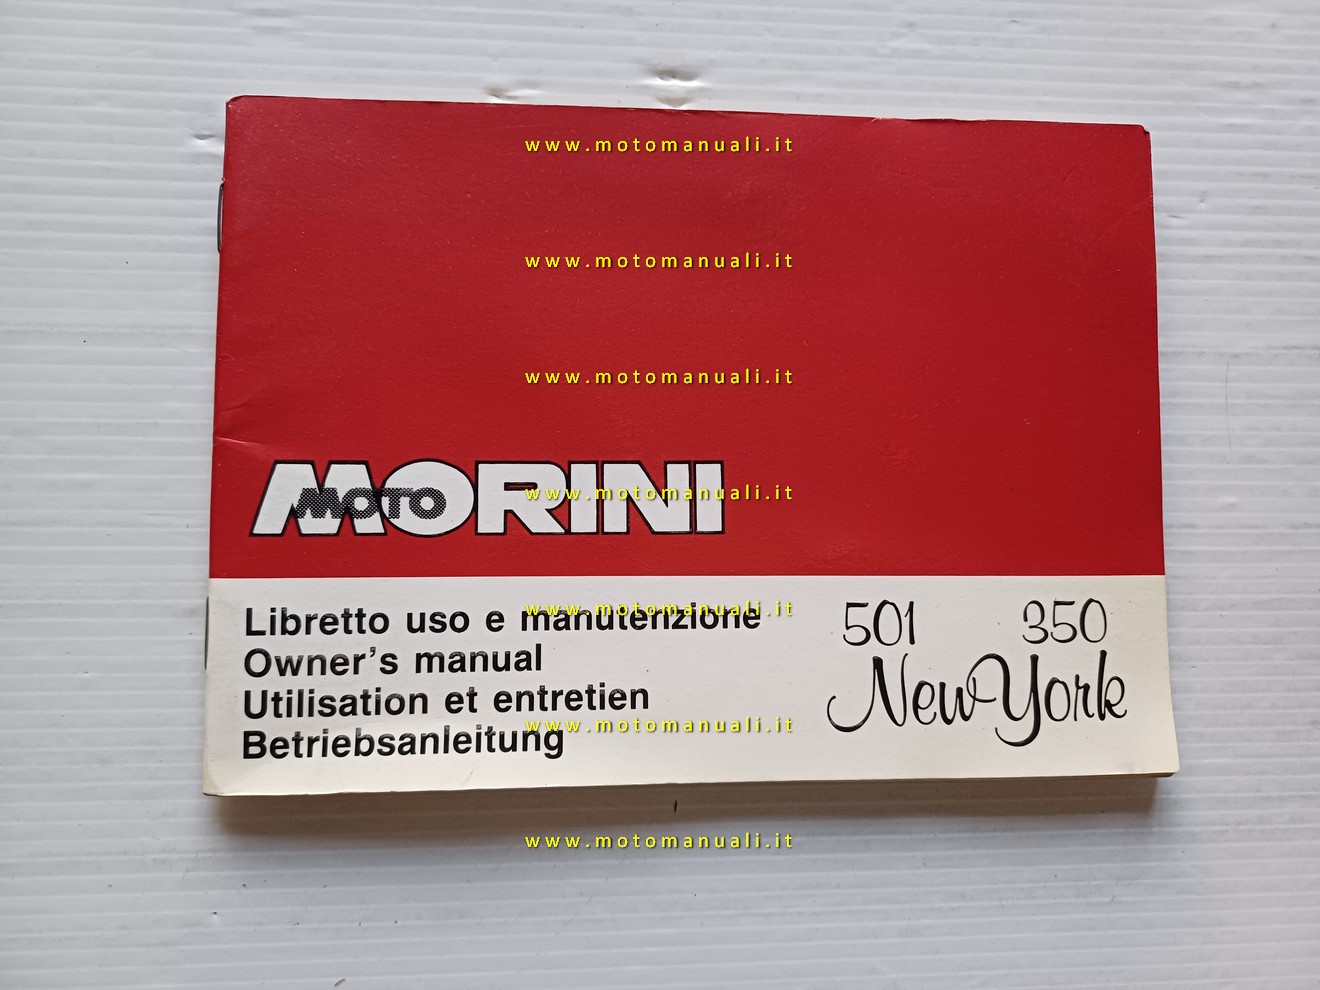 www.motomanuali.it
www.motomanuali.it
www.motomanuali.it
MORINI
MOTO
www.motomanuali.it
Libretto uso e manutenzione
www.motomanuali.it
501 350
Owner's manual
New York
Utilisation et entretien
www.motomanuali.it
Betriebsanleitung
www.motomanuali.it